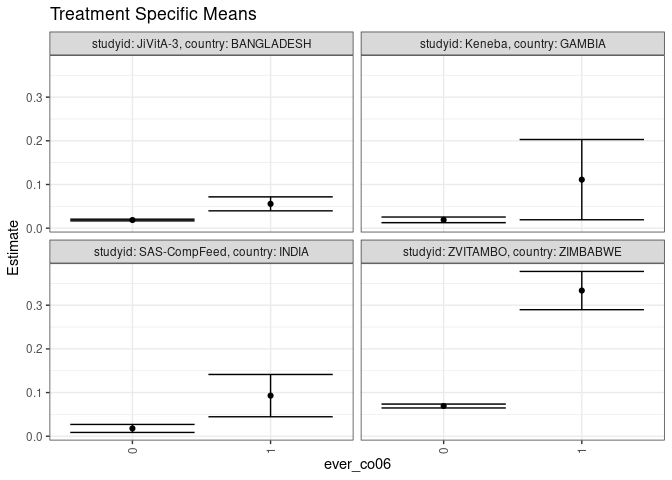 Treatment Specific Means
studyid: JiVitA-3, country: BANGLADESH
studyid: Keneba, country: GAMBIA
0.3
0.2
0.1
0.0
studyid: SAS-CompFeed, country: INDIA
studyid: ZVITAMBO, country: ZIMBABWE
0.3
0.2
0.1
0.0
Estimate
0
1
0
1
ever_co06